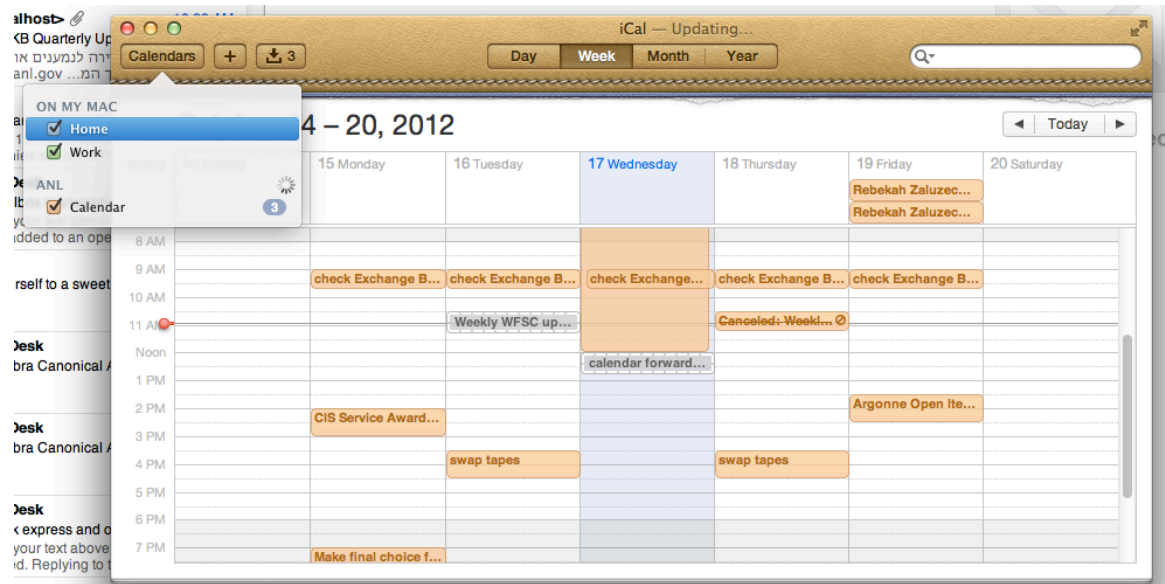 alhost>
KB Quarterly Up
ירה לנמענים או
anl.gov ...המ
iCal — Updating...
Calendars + 3 Day Week Month Year
ON MY MAC
Home
Work
ANL
Calendar 3
4 – 20, 2012
Today
15 Monday 16 Tuesday 17 Wednesday 18 Thursday 19 Friday 20 Saturday
Rebekah Zaluzec...
Rebekah Zaluzec...
added to an ope
8 AM
9 AM
check Exchange B... check Exchange B... check Exchange... check Exchange B... check Exchange B...
rself to a sweet
10 AM
11 AM
Weekly WFSC up... Canceled: Weekl...
Desk
Noon
bra Canonical A
calendar forward...
1 PM
2 PM
CIS Service Award... Argonne Open Ite...
Desk
3 PM
bra Canonical A
4 PM
swap tapes swap tapes
5 PM
Desk
6 PM
k express and o
your text above
7 PM
Make final choice f...
ed. Replying to t